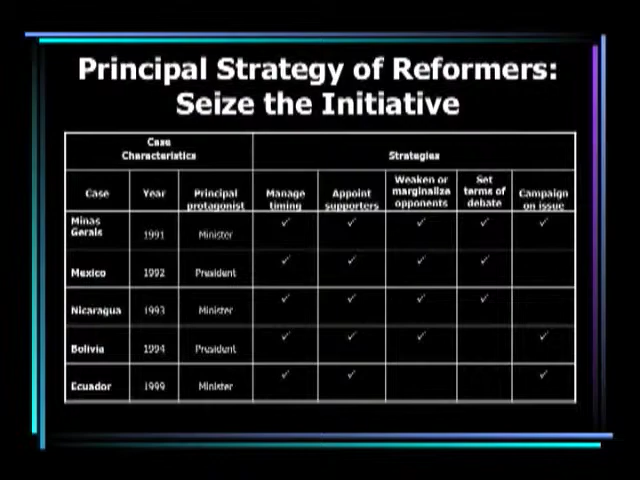 Principal Strategy of Reformers:
Seize the Initiative
Case
Characteristics
Strategies
Case
Year
Principal
protagonist
Manage
timing
Appoint
supporters
Weaken or
marginalize
opponents
Set
terms of
debate
Campaign
on issue
Minas
Gerais
1991
Minister
✓ ✓ ✓ ✓ ✓
Mexico
1992
President
✓ ✓ ✓ ✓
Nicaragua
1993
Minister
✓ ✓ ✓ ✓
Bolivia
1994
President
✓ ✓ ✓ ✓
Ecuador
1999
Minister
✓ ✓ ✓